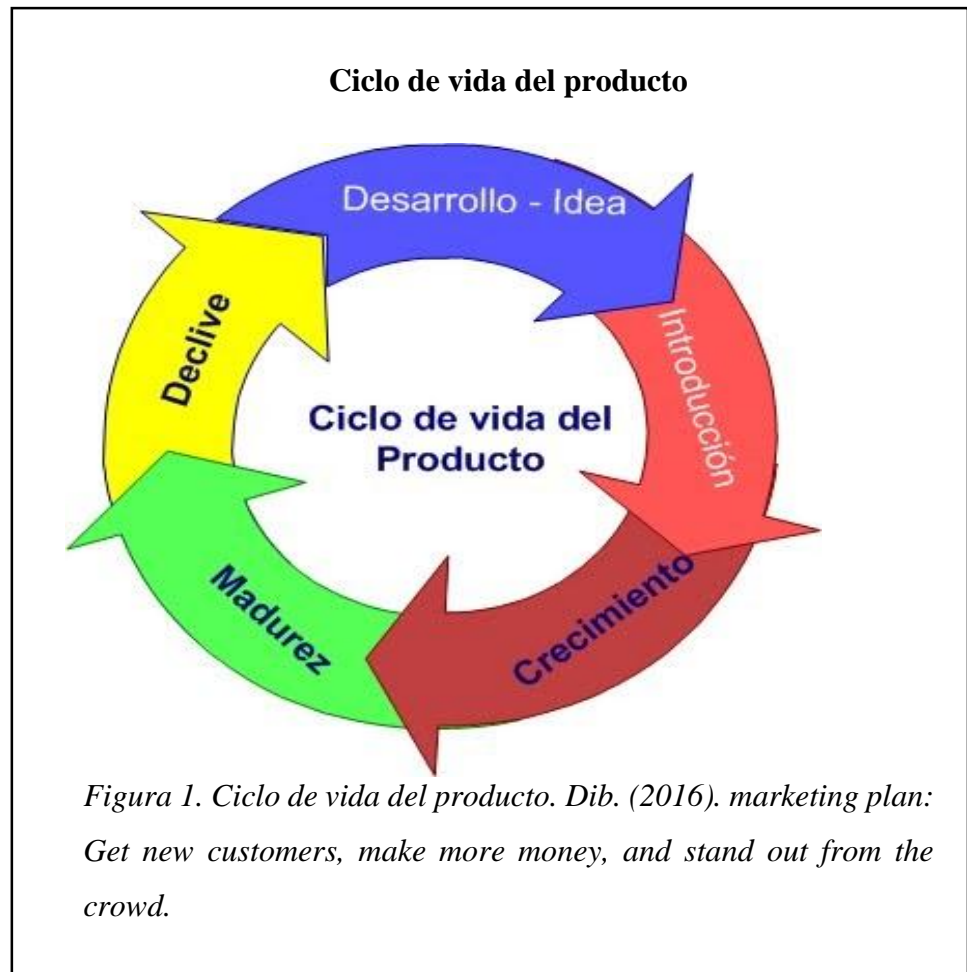 Ciclo de vida del producto
Desarrollo - Idea
Introducción
Crecimiento
Madurez
Declive
Ciclo de vida del
Producto
Figura 1. Ciclo de vida del producto. Dib. (2016). marketing plan:
Get new customers, make more money, and stand out from the
crowd.